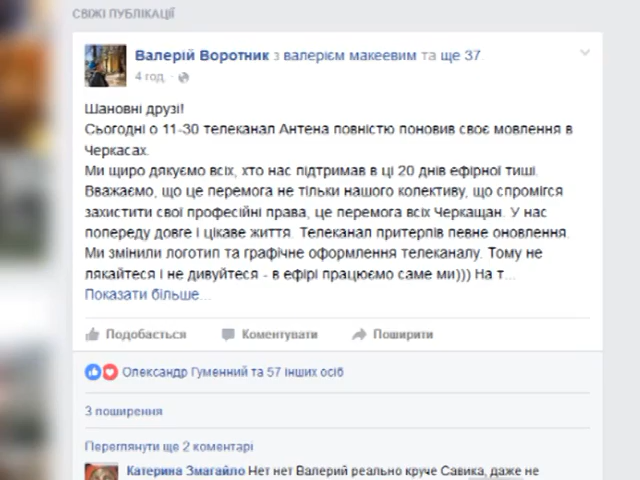 СВІЖІ ПУБЛІКАЦІЇ
Валерій Воротник з валерієм макеевим та ще 37.
4 год. ·
Шановні друзі!
Сьогодні о 11-30 телеканал Антена повністю поновив своє мовлення в
Черкасах.
Ми щиро дякуємо всіх, хто нас підтримав в ці 20 днів ефірної тиші.
Вважаємо, що це перемога не тільки нашого колективу, що спромігся
захистити свої професійні права, це перемога всіх Черкащан. У нас
попереду довге і цікаве життя. Телеканал притерпів певне оновлення.
Ми змінили логотип та графічне оформлення телеканалу. Тому не
лякайтеся і не дивуйтеся - в ефірі працюємо саме ми))) На т...
Показати більше...
Подобається Коментувати Поширити
Олександр Гуменний та 57 інших осіб
3 поширення
Переглянути ще 2 коментарі
Катерина Змагайло Нет нет Валерий реально круче Савика, даже не